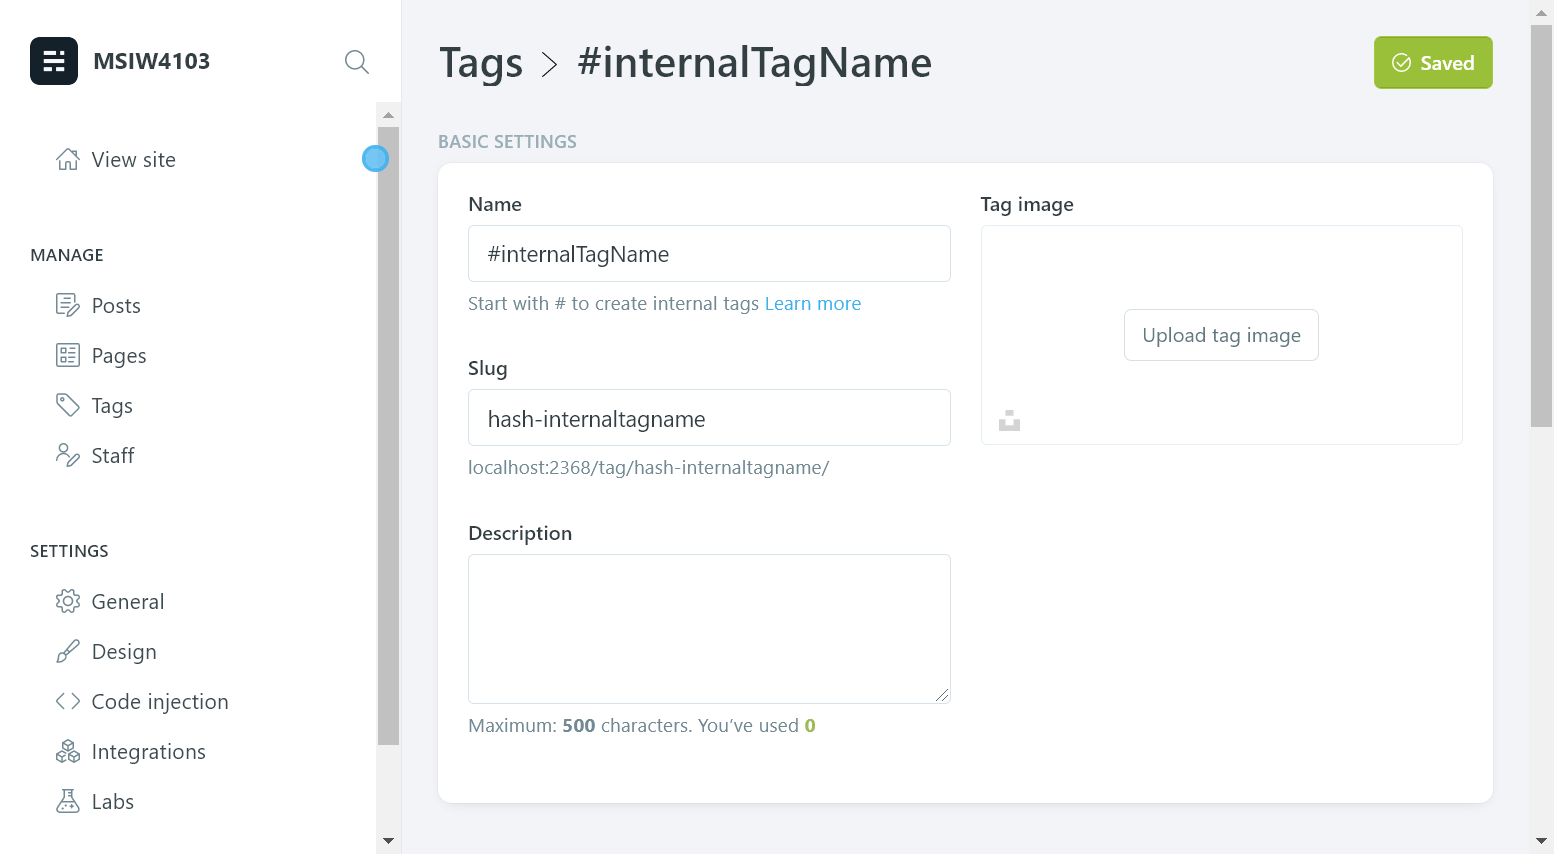 MSIW4103
View site
MANAGE
Posts
Pages
Tags
Staff
SETTINGS
General
Design
Code injection
Integrations
Labs
Tags > #internalTagName
Saved
BASIC SETTINGS
Name
#internalTagName
Start with # to create internal tags Learn more
Slug
hash-internaltagname
localhost:2368/tag/hash-internaltagname/
Description
Maximum: 500 characters. You’ve used 0
Tag image
Upload tag image